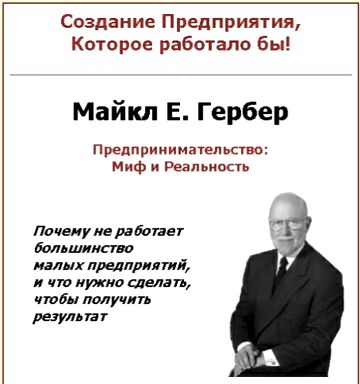 Создание Предприятия,
Которое работало бы!
Майкл Е. Гербер
Предпринимательство:
Миф и Реальность
Почему не работает
большинство
малых предприятий,
и что нужно сделать,
чтобы получить
результат